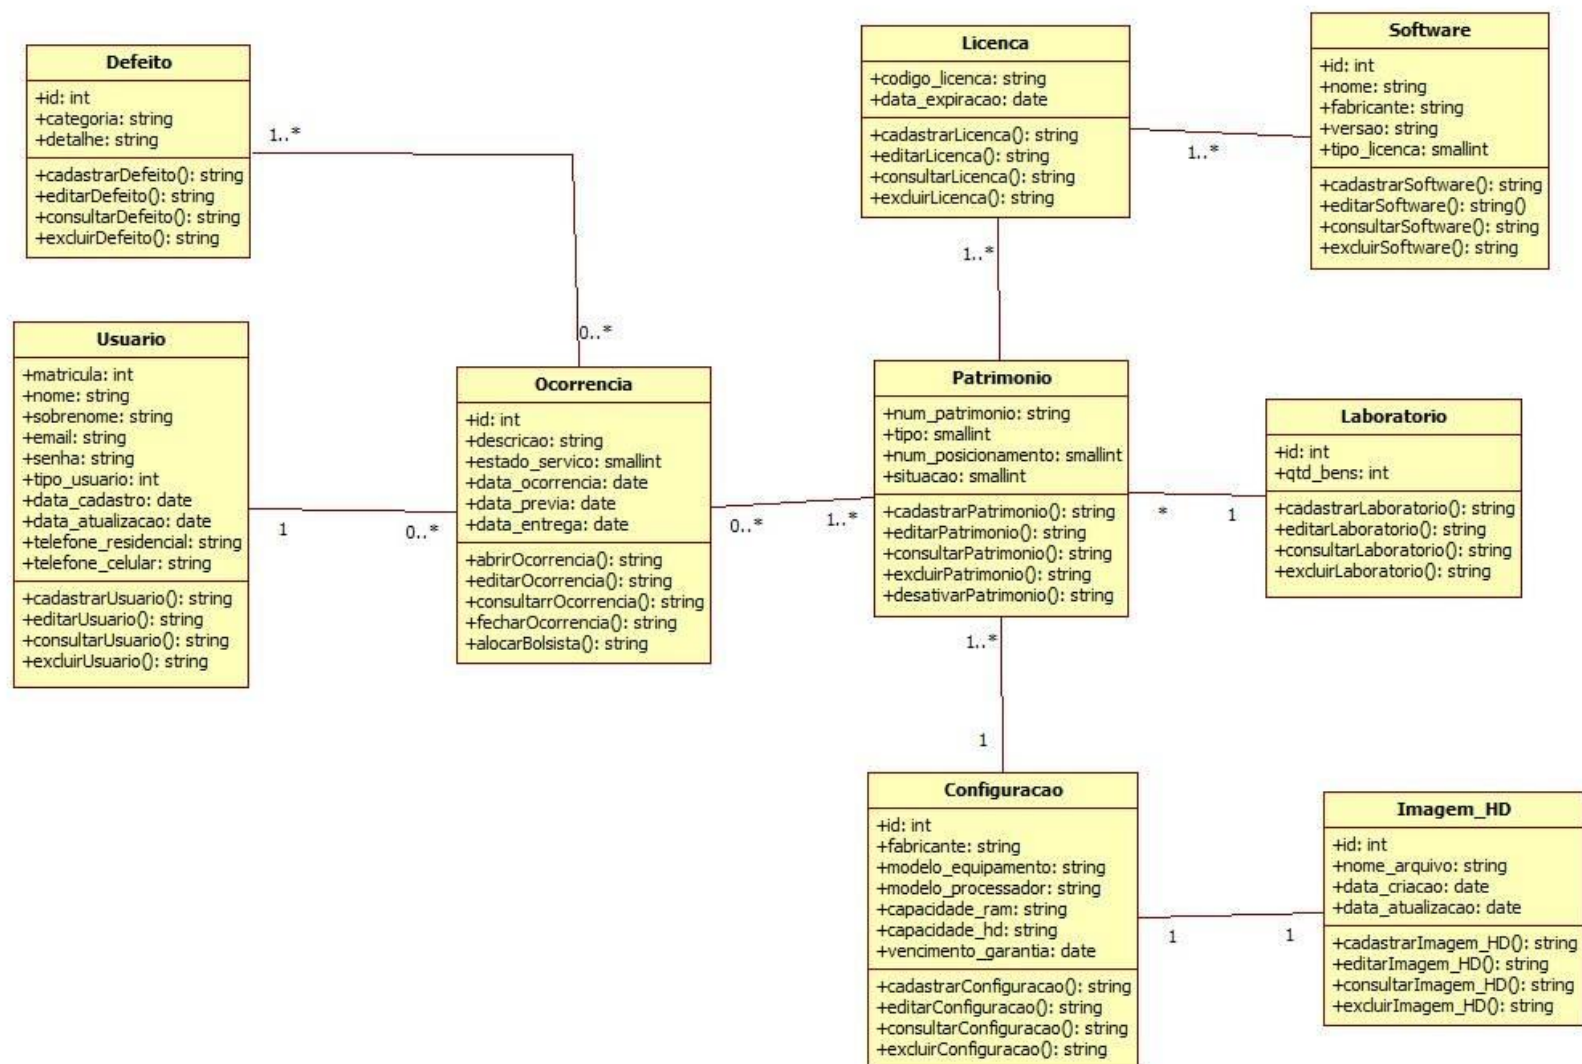 Defeito
+id: int
+categoria: string
+detalhe: string
+cadastrarDefeito(): string
+editarDefeito(): string
+consultarDefeito(): string
+excluirDefeito(): string
1..*
0..*
Licenca
+codigo_licenca: string
+data_expiracao: date
+cadastrarLicenca(): string
+editarLicenca(): string
+consultarLicenca(): string
+excluirLicenca(): string
1..*
1..*
Software
+id: int
+nome: string
+fabricante: string
+versao: string
+tipo_licenca: smallint
+cadastrarSoftware(): string
+editarSoftware(): string()
+consultarSoftware(): string
+excluirSoftware(): string
Usuario
+matricula: int
+nome: string
+sobrenome: string
+email: string
+senha: string
+tipo_usuario: int
+data_cadastro: date
+data_atualizacao: date
+telefone_residencial: string
+telefone_celular: string
+cadastrarUsuario(): string
+editarUsuario(): string
+consultarUsuario(): string
+excluirUsuario(): string
1
0..*
Ocorrencia
+id: int
+descricao: string
+estado_servico: smallint
+data_ocorrencia: date
+data_previa: date
+data_entrega: date
+abrirOcorrencia(): string
+editarOcorrencia(): string
+consultarrOcorrencia(): string
+fecharOcorrencia(): string
+alocarBolsista(): string
0..*
1..*
Patrimonio
+num_patrimonio: string
+tipo: smallint
+num_posicionamento: smallint
+situacao: smallint
+cadastrarPatrimonio(): string
+editarPatrimonio(): string
+consultarPatrimonio(): string
+excluirPatrimonio(): string
+desativarPatrimonio(): string
*
1
Laboratorio
+id: int
+qtd_bens: int
+cadastrarLaboratorio(): string
+editarLaboratorio(): string
+consultarLaboratorio(): string
+excluirLaboratorio(): string
1..*
1
Configuracao
+id: int
+fabricante: string
+modelo_equipamento: string
+modelo_processador: string
+capacidade_ram: string
+capacidade_hd: string
+vencimento_garantia: date
+cadastrarConfiguracao(): string
+editarConfiguracao(): string
+consultarConfiguracao(): string
+excluirConfiguracao(): string
1
1
Imagem_HD
+id: int
+nome_arquivo: string
+data_criacao: date
+data_atualizacao: date
+cadastrarImagem_HD(): string
+editarImagem_HD(): string
+consultarImagem_HD(): string
+excluirImagem_HD(): string